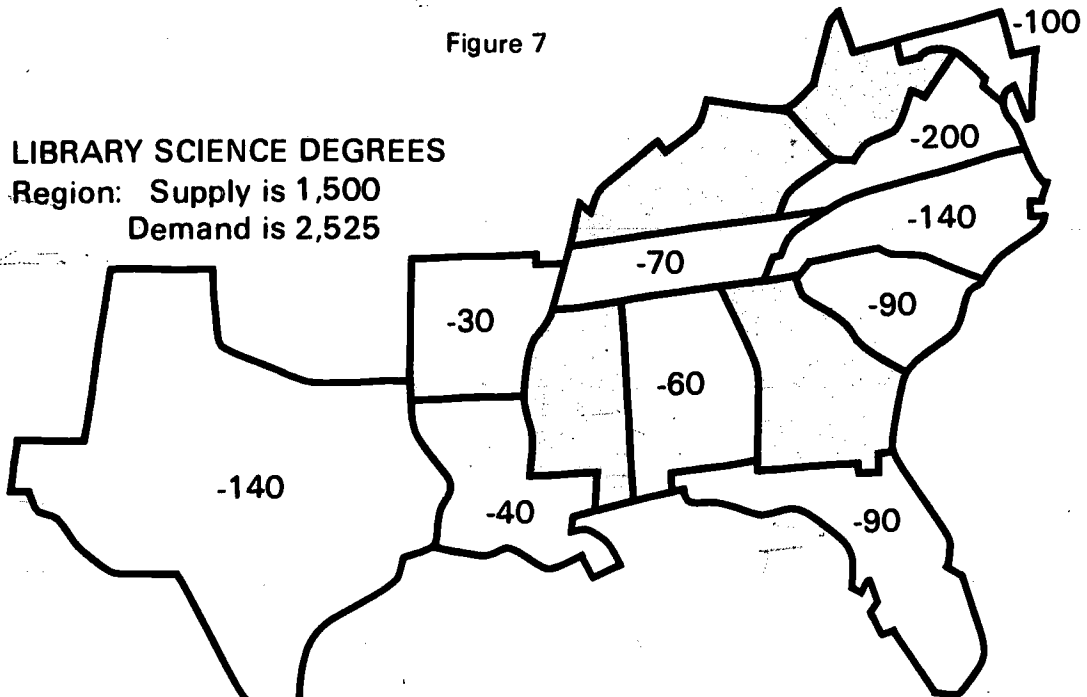 Figure 7
-100
LIBRARY SCIENCE DEGREES
Region: Supply is 1,500
Demand is 2,525
-200
-140
-70
-30
-90
-60
-140
-40
-90